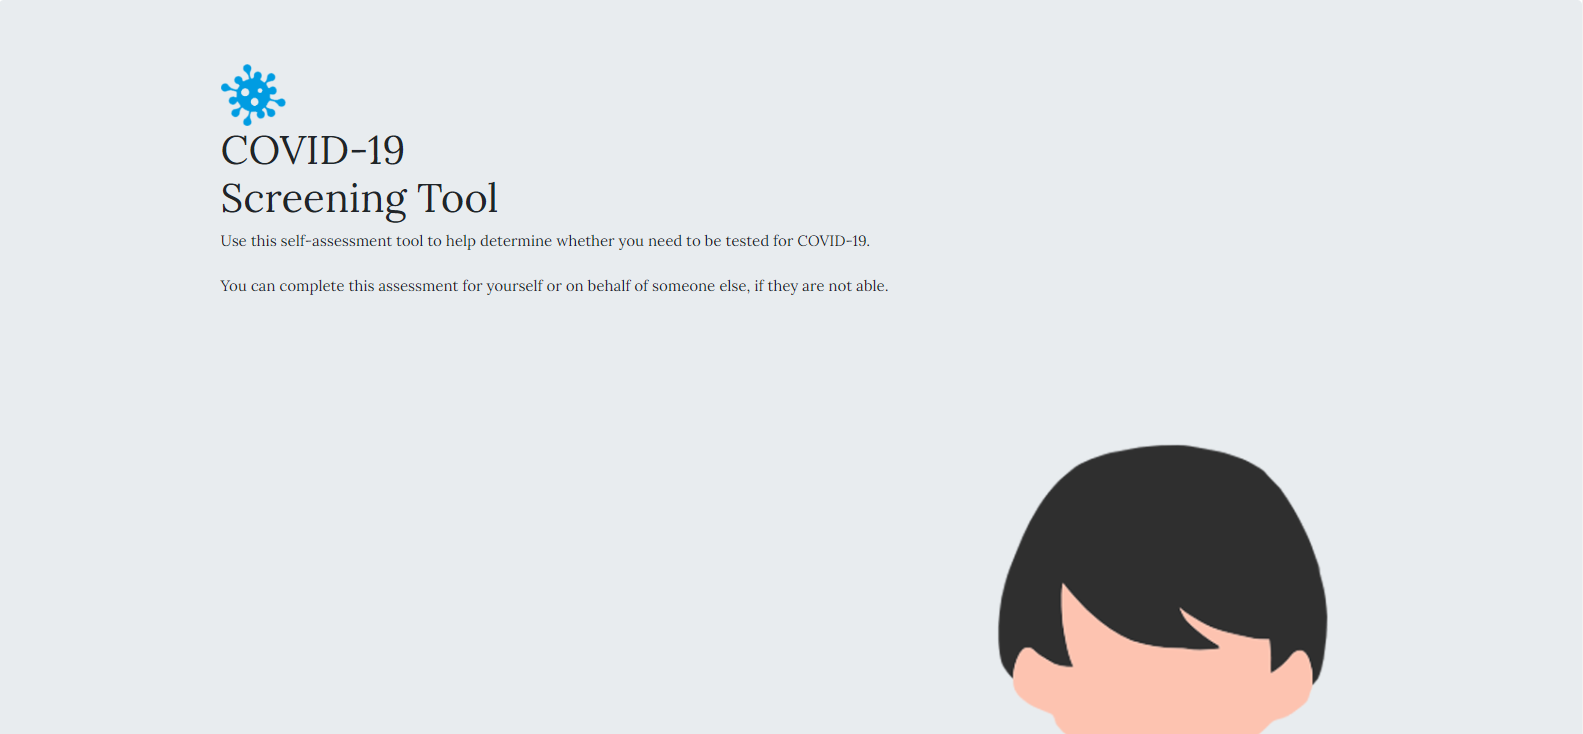 COVID-19
Screening Tool
Use this self-assessment tool to help determine whether you need to be tested for COVID-19.
You can complete this assessment for yourself or on behalf of someone else, if they are not able.